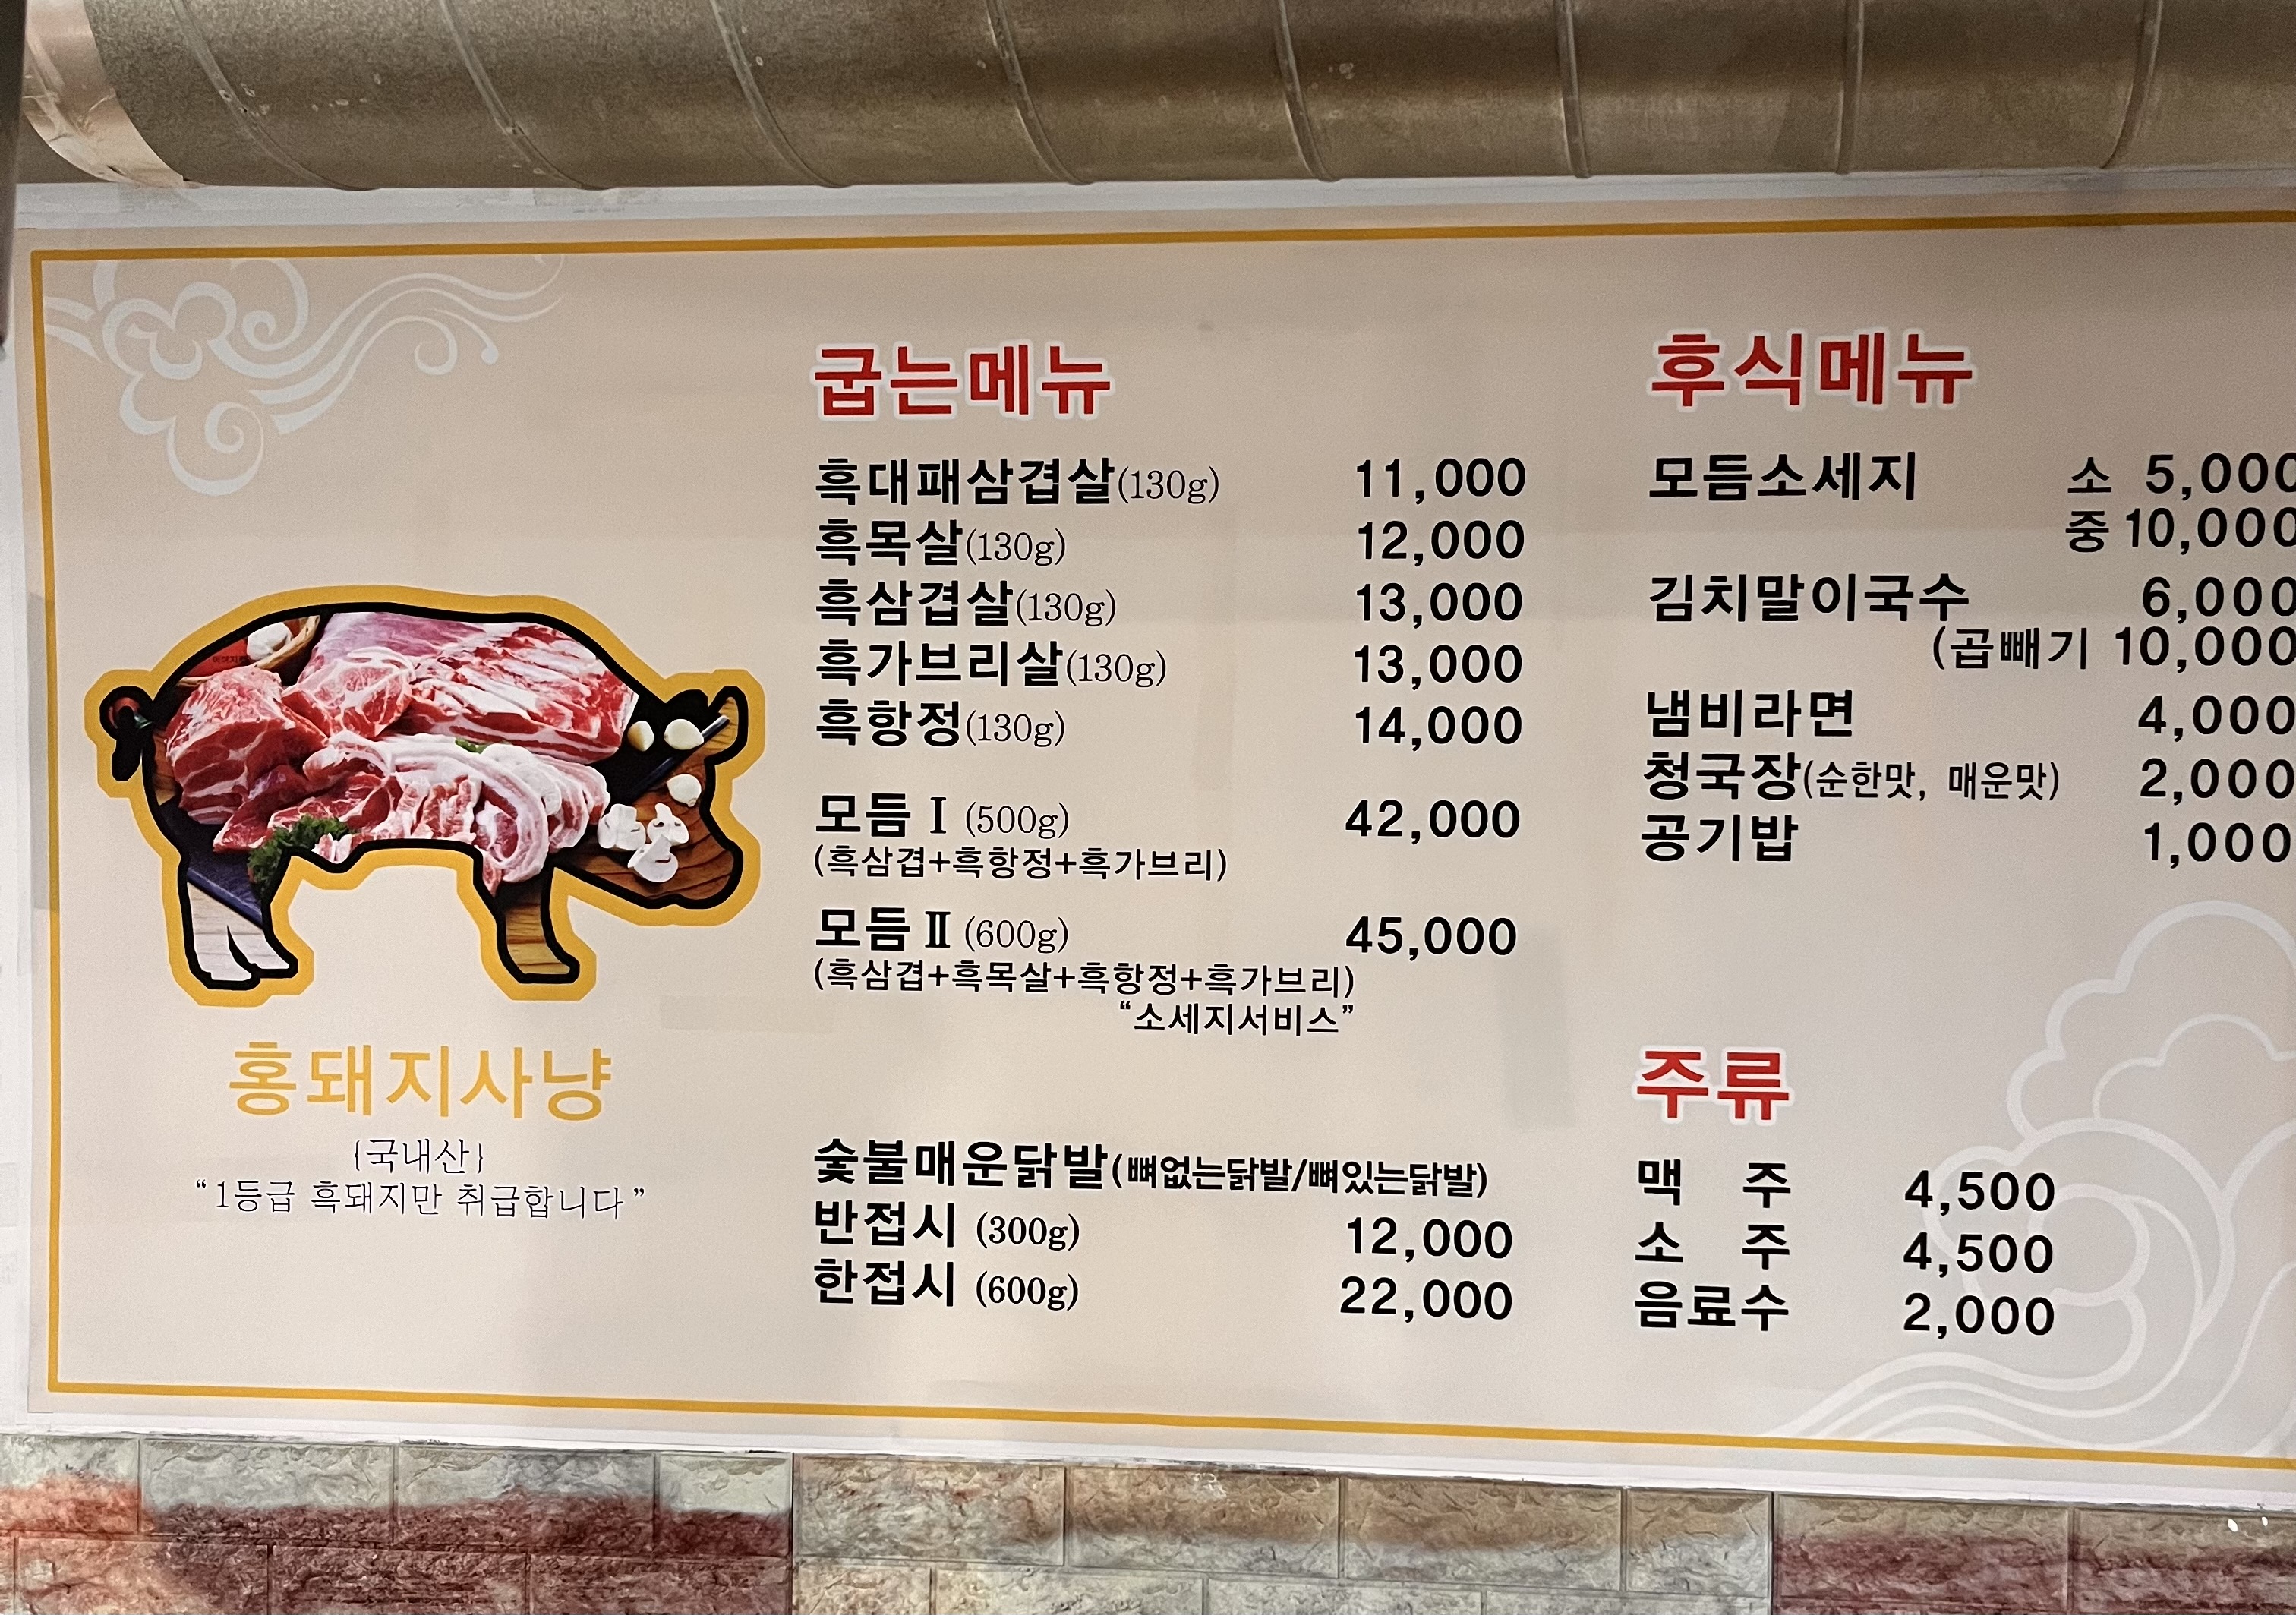 홍돼지사냥
{국내산}
“1등급 흑돼지만 취급합니다”
굽는메뉴
흑대패삼겹살(130g) 11,000
흑목살(130g) 12,000
흑삼겹살(130g) 13,000
흑가브리살(130g) 13,000
흑항정(130g) 14,000
모듬 Ⅰ (500g) 42,000
(흑삼겹+흑항정+흑가브리)
모듬 Ⅱ (600g) 45,000
(흑삼겹+흑목살+흑항정+흑가브리)
“소세지서비스”
숯불매운닭발(뼈없는닭발/뼈있는닭발)
반접시 (300g) 12,000
한접시 (600g) 22,000
후식메뉴
모듬소세지 소 5,000
중 10,000
김치말이국수 6,000
(곱빼기 10,000
냄비라면 4,000
청국장(순한맛, 매운맛) 2,000
공기밥 1,000
주류
맥 주 4,500
소 주 4,500
음료수 2,000